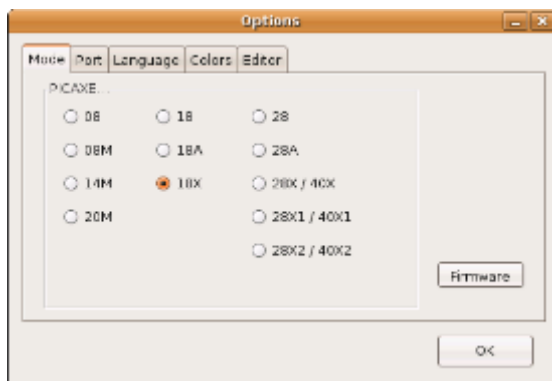 Options
Mode Port Language Colors Editor
PICAXE...
08 18 28
08M 18A 28A
14M 18X 28X / 40X
20M 28X1 / 40X1
28X2 / 40X2
Firmware
OK